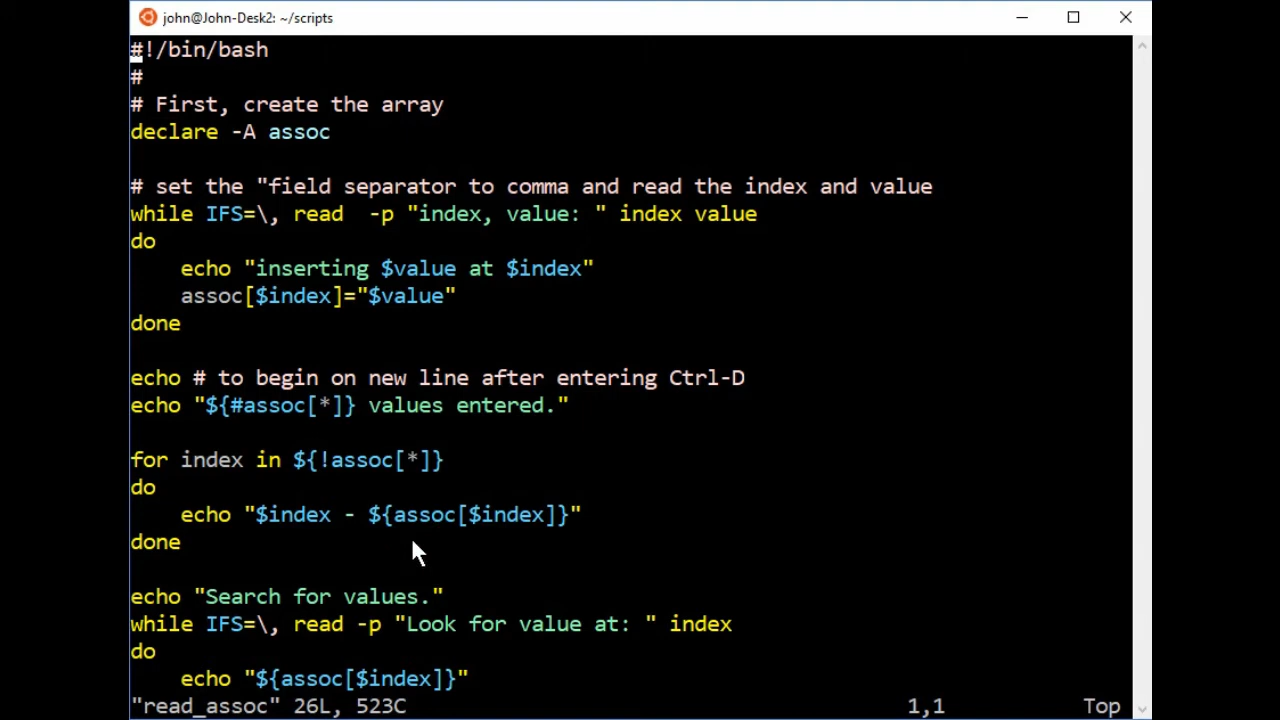 john@John-Desk2: ~/scripts
#!/bin/bash
#
# First, create the array
declare -A assoc

# set the "field separator to comma and read the index and value
while IFS=\, read  -p "index, value: " index value
do
    echo "inserting $value at $index"
    assoc[$index]="$value"
done

echo # to begin on new line after entering Ctrl-D
echo "${#assoc[*]} values entered."

for index in ${!assoc[*]}
do
    echo "$index - ${assoc[$index]}"
done

echo "Search for values."
while IFS=\, read -p "Look for value at: " index
do
    echo "${assoc[$index]}"
"read_assoc" 26L, 523C 1,1 Top